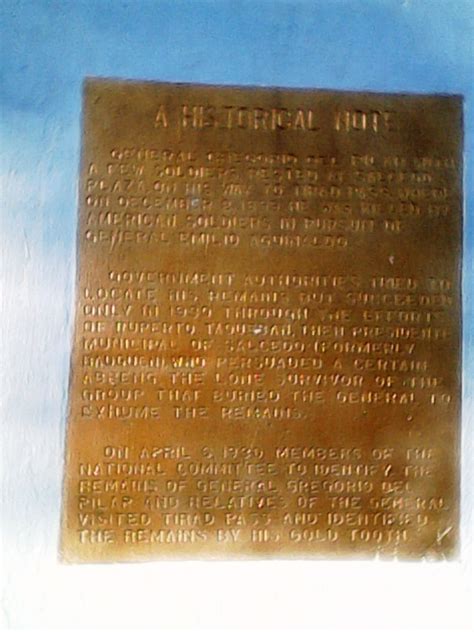 A HISTORICAL NOTE
GENERAL GREGORIO DEL PILAR AND
A FEW SOLDIERS RESTED AT SALCEDO
PLAZA ON THE WAY TO TIRAD PASS WHERE
ON DECEMBER 2, 1899 HE WAS KILLED BY
AMERICAN SOLDIERS IN PURSUIT OF
GENERAL EMILIO AGUINALDO.
GOVERNMENT AUTHORITIES TRIED TO
LOCATE HIS REMAINS BUT SUCCEEDED
ONLY IN 1930 THROUGH THE EFFORTS
OF RUPERTO THEN PRESIDENTE
MUNICIPAL OF SALCEDO (FORMERLY
BAUGUEN) WHO PERSUADED A CERTAIN
THE LONE SURVIVOR OF THE
GROUP THAT BURIED THE GENERAL TO
EXHUME THE REMAINS.
ON APRIL 1930 MEMBERS OF THE
NATIONAL COMMITTEE TO IDENTIFY THE
REMAINS OF GENERAL GREGORIO DEL
PILAR AND RELATIVES OF THE GENERAL
VISITED TIRAD PASS AND IDENTIFIED
THE REMAINS BY HIS GOLD TOOTH.